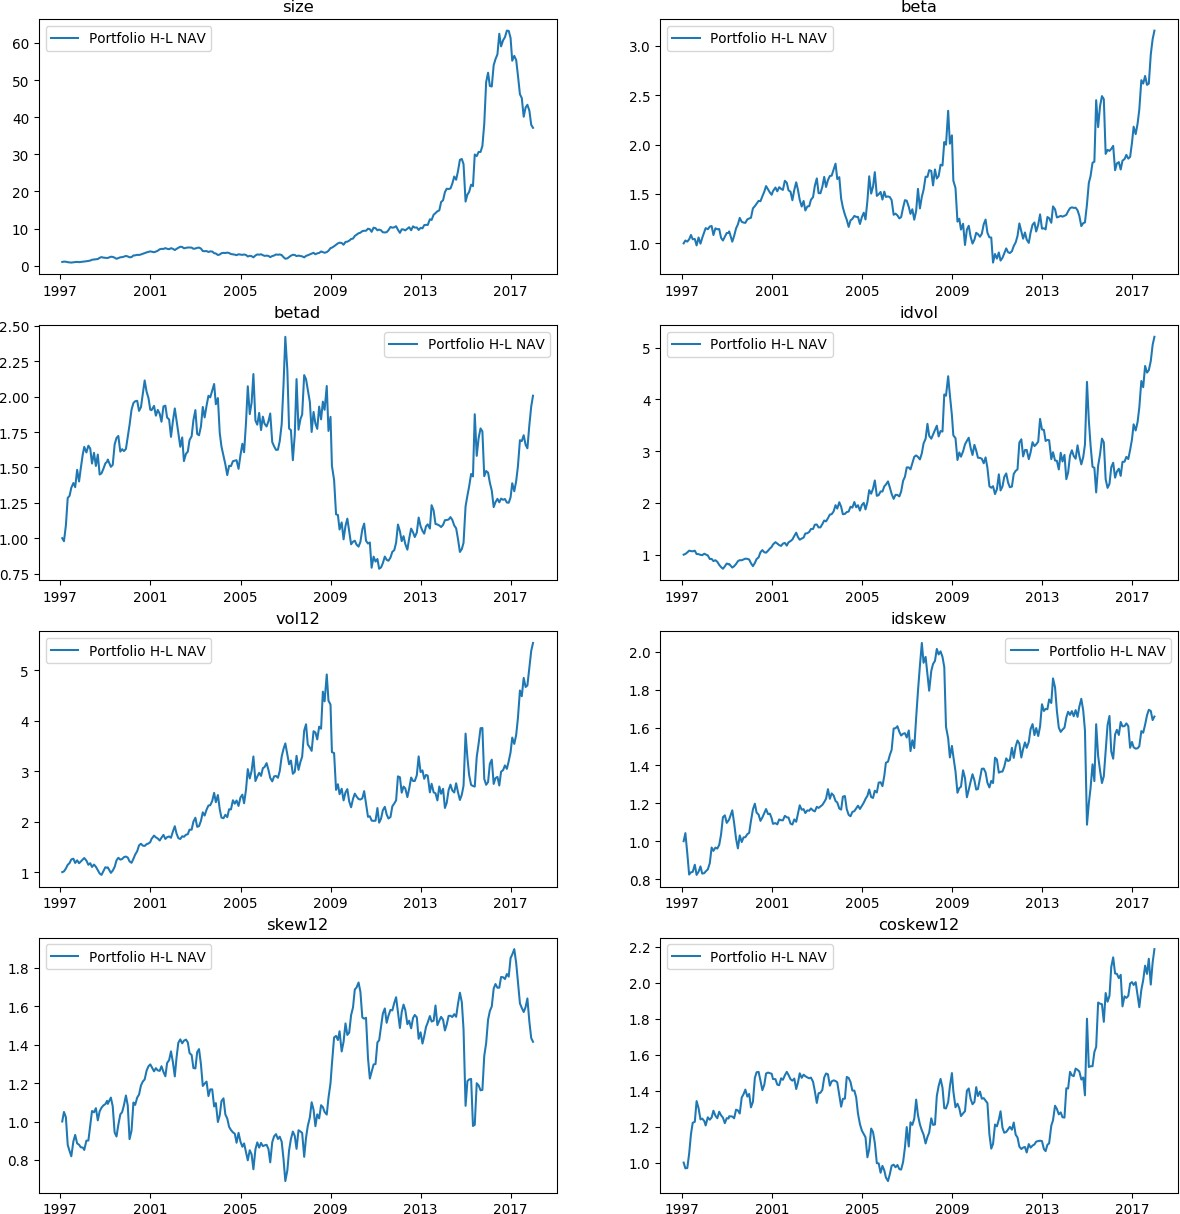 size
Portfolio H-L NAV
60
50
40
30
20
10
0
1997 2001 2005 2009 2013 2017
beta
Portfolio H-L NAV
3.0
2.5
2.0
1.5
1.0
1997 2001 2005 2009 2013 2017
betad
Portfolio H-L NAV
2.50
2.25
2.00
1.75
1.50
1.25
1.00
0.75
1997 2001 2005 2009 2013 2017
idvol
Portfolio H-L NAV
5
4
3
2
1
1997 2001 2005 2009 2013 2017
vol12
Portfolio H-L NAV
5
4
3
2
1
1997 2001 2005 2009 2013 2017
idskew
Portfolio H-L NAV
2.0
1.8
1.6
1.4
1.2
1.0
0.8
1997 2001 2005 2009 2013 2017
skew12
Portfolio H-L NAV
1.8
1.6
1.4
1.2
1.0
0.8
1997 2001 2005 2009 2013 2017
coskew12
Portfolio H-L NAV
2.2
2.0
1.8
1.6
1.4
1.2
1.0
1997 2001 2005 2009 2013 2017